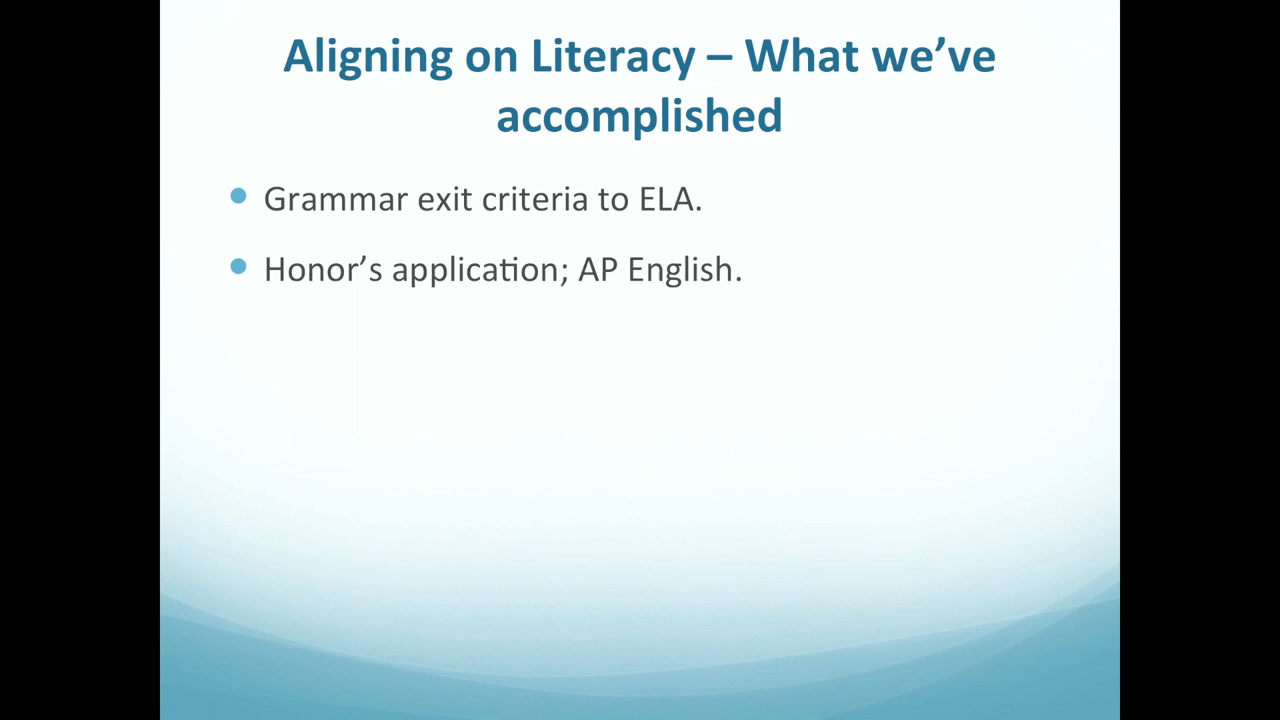 Aligning on Literacy – What we’ve
accomplished
Grammar exit criteria to ELA.
Honor’s application; AP English.